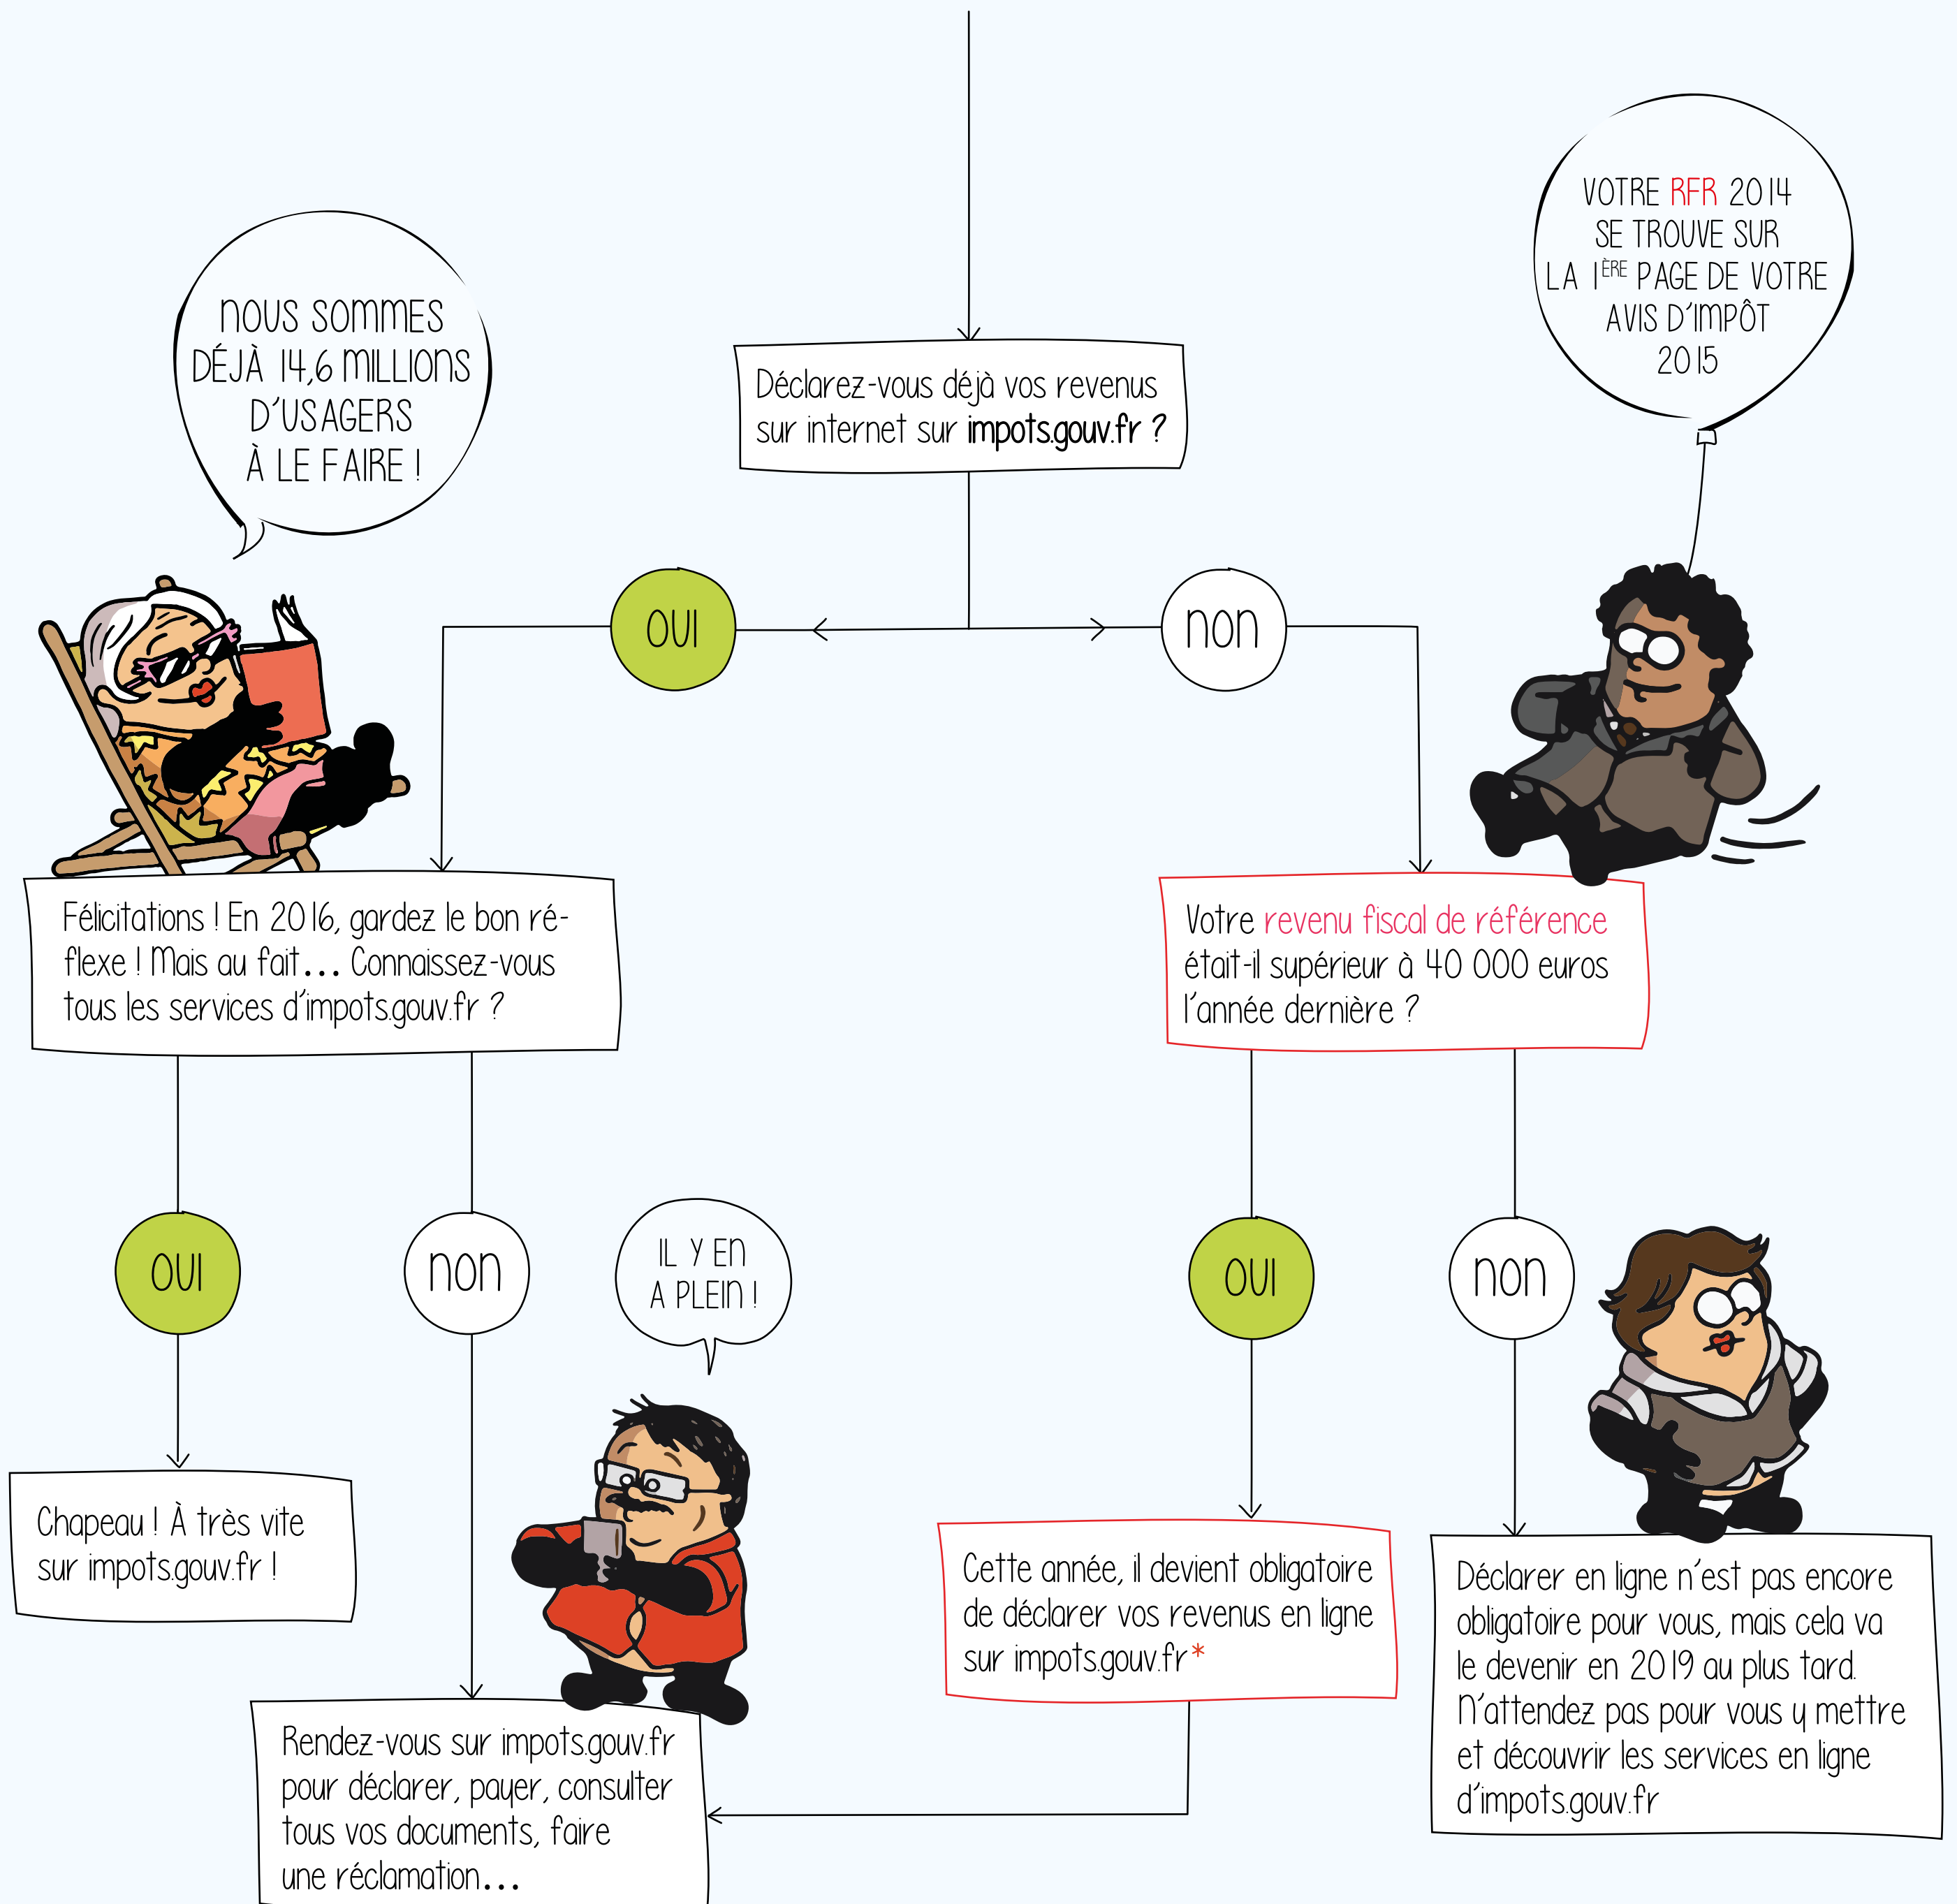 VOTRE RFR 2014
SE TROUVE SUR
LA 1ÈRE PAGE DE VOTRE
AVIS D'IMPÔT
2015
NOUS SOMMES
DÉJÀ 14,6 MILLIONS
D'USAGERS
À LE FAIRE !
Déclarez-vous déjà vos revenus
sur internet sur impots.gouv.fr ?
OUI
NON
Félicitations ! En 2016, gardez le bon ré-
flexe ! Mais au fait... Connaissez-vous
tous les services d'impots.gouv.fr ?
Votre revenu fiscal de référence
était-il supérieur à 40 000 euros
l'année dernière ?
OUI
NON
IL Y EN
A PLEIN !
OUI
NON
Chapeau ! À très vite
sur impots.gouv.fr !
Cette année, il devient obligatoire
de déclarer vos revenus en ligne
sur impots.gouv.fr*
Déclarer en ligne n'est pas encore
obligatoire pour vous, mais cela va
le devenir en 2019 au plus tard.
N'attendez pas pour vous y mettre
et découvrir les services en ligne
d'impots.gouv.fr
Rendez-vous sur impots.gouv.fr
pour déclarer, payer, consulter
tous vos documents, faire
une réclamation...